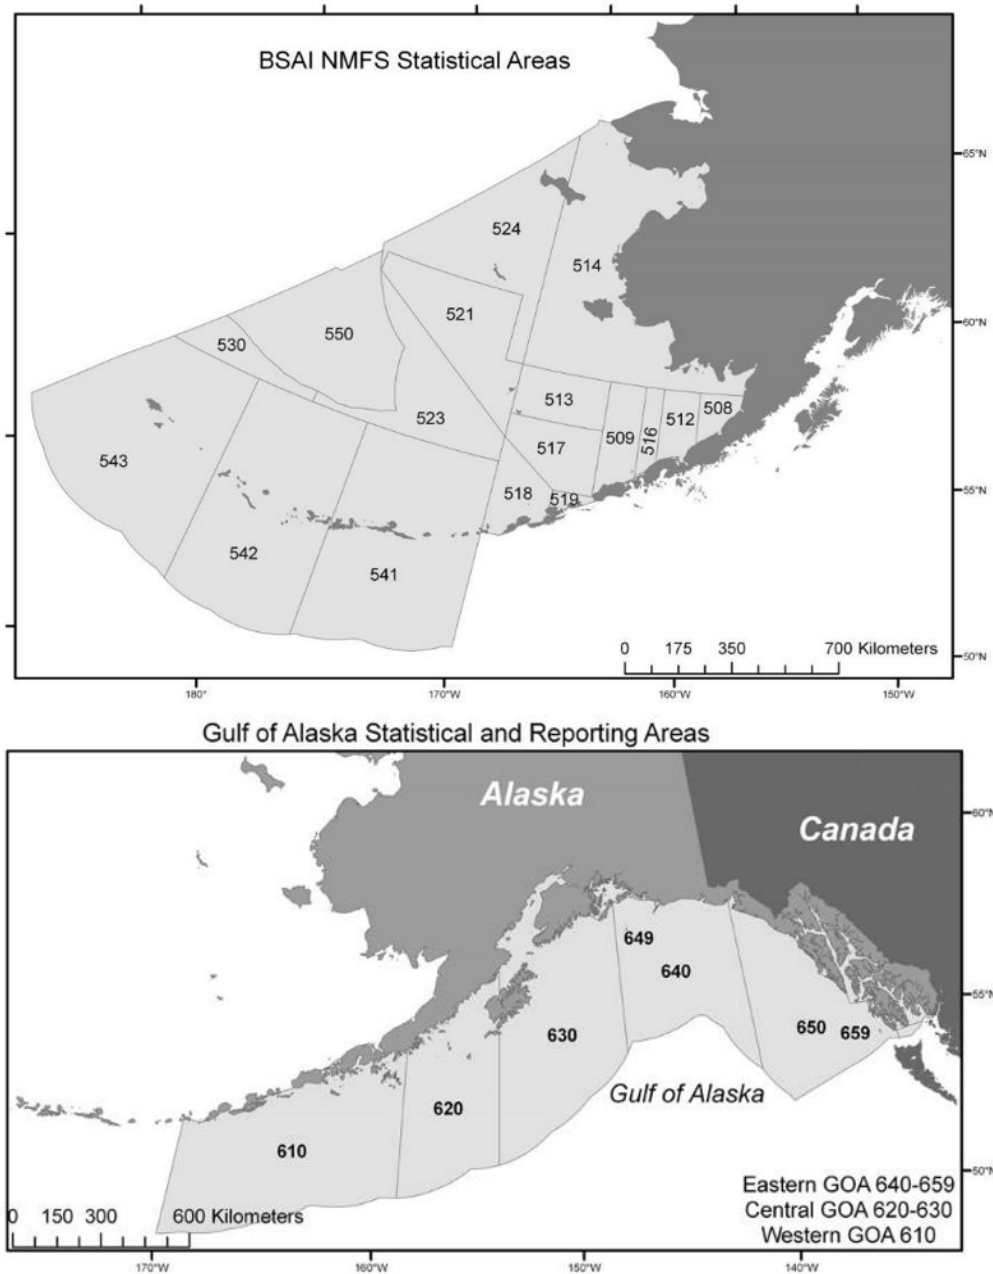 BSAI NMFS Statistical Areas
65°N
524
514
60°N
521
550
530
513
508
512
523
509
516
517
543
518
519
55°N
542
541
0 175 350 700 Kilometers
50°N
180° 170°W 160°W 150°W
Gulf of Alaska Statistical and Reporting Areas
Alaska
60°N
Canada
649
640
55°N
650
659
630
Gulf of Alaska
620
610
50°N
Eastern GOA 640-659
Central GOA 620-630
Western GOA 610
0 150 300 600 Kilometers
170°W 160°W 150°W 140°W